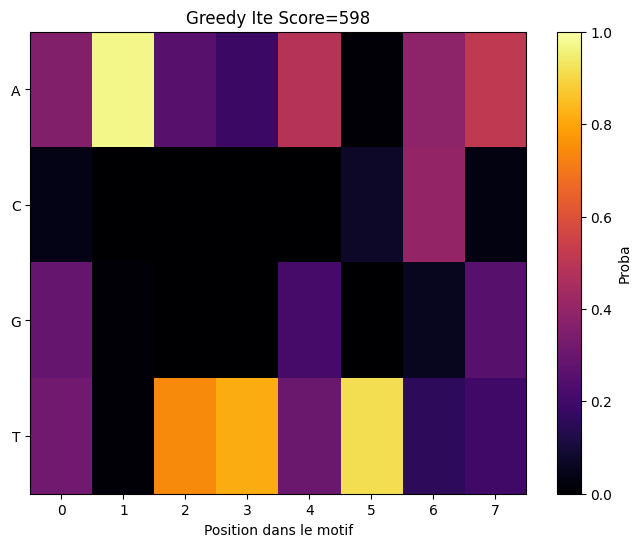 Greedy Ite Score=598
A
C
G
T
0 1 2 3 4 5 6 7
Position dans le motif
1.0
0.8
0.6
0.4
0.2
0.0
Proba